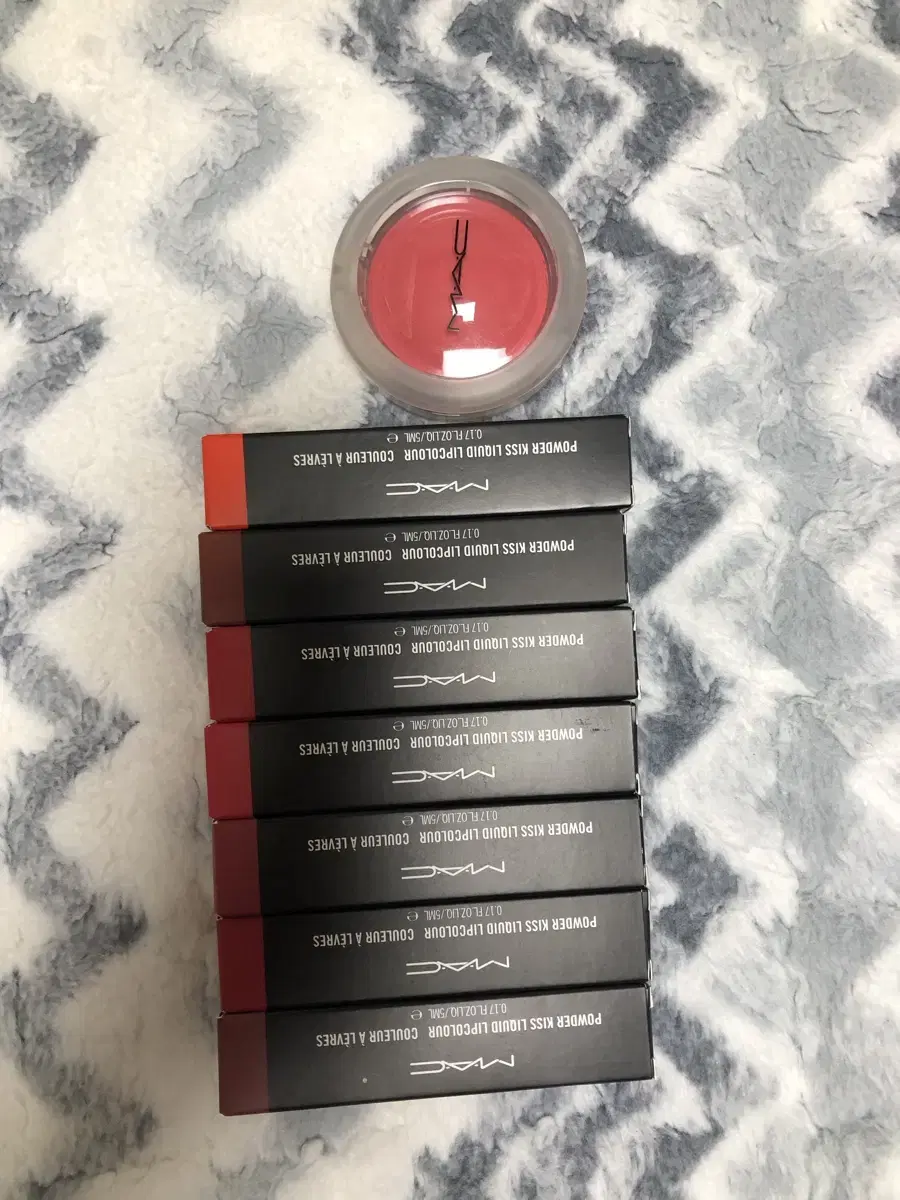 MAC
POWDER KISS LIQUID LIPCOLOUR COULEUR À LÈVRES
0.17 FL.OZ.LIQ/5ML ℮
MAC
POWDER KISS LIQUID LIPCOLOUR COULEUR À LÈVRES
0.17 FL.OZ.LIQ/5ML ℮
MAC
POWDER KISS LIQUID LIPCOLOUR COULEUR À LÈVRES
0.17 FL.OZ.LIQ/5ML ℮
MAC
POWDER KISS LIQUID LIPCOLOUR COULEUR À LÈVRES
0.17 FL.OZ.LIQ/5ML ℮
MAC
POWDER KISS LIQUID LIPCOLOUR COULEUR À LÈVRES
0.17 FL.OZ.LIQ/5ML ℮
MAC
POWDER KISS LIQUID LIPCOLOUR COULEUR À LÈVRES
0.17 FL.OZ.LIQ/5ML ℮
MAC
POWDER KISS LIQUID LIPCOLOUR COULEUR À LÈVRES
0.17 FL.OZ.LIQ/5ML ℮
MAC